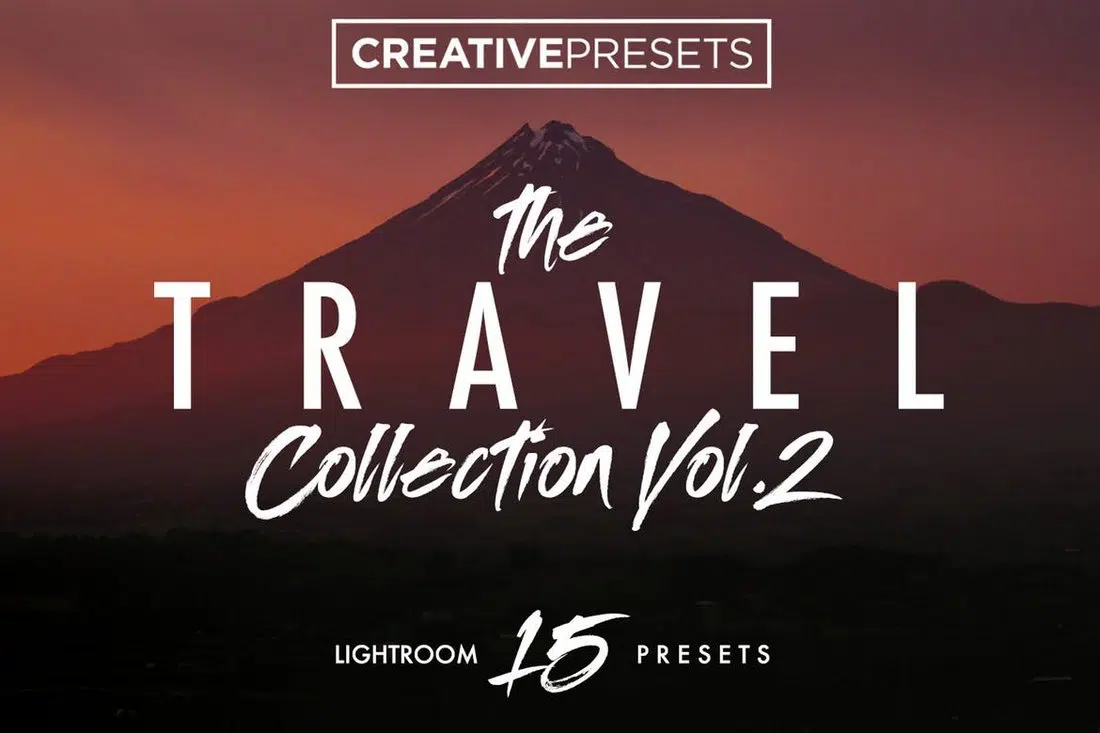 CREATIVEPRESETS
the
TRAVEL
Collection Vol.2
LIGHTROOM 15 PRESETS